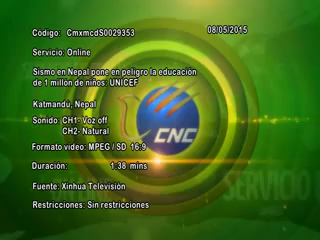 Código: CmxmcdS0029353
08/05/2015
Servicio: Online
Sismo en Nepal pone en peligro la educación
de 1 millón de niños: UNICEF
Katmandu, Nepal
Sonido: CH1- Voz off
CH2- Natural
CNC
Formato video: MPEG / SD 16:9
Duración: 1:38 mins
SERVICIO
Fuente: Xinhua Televisión
Restricciones: Sin restricciones